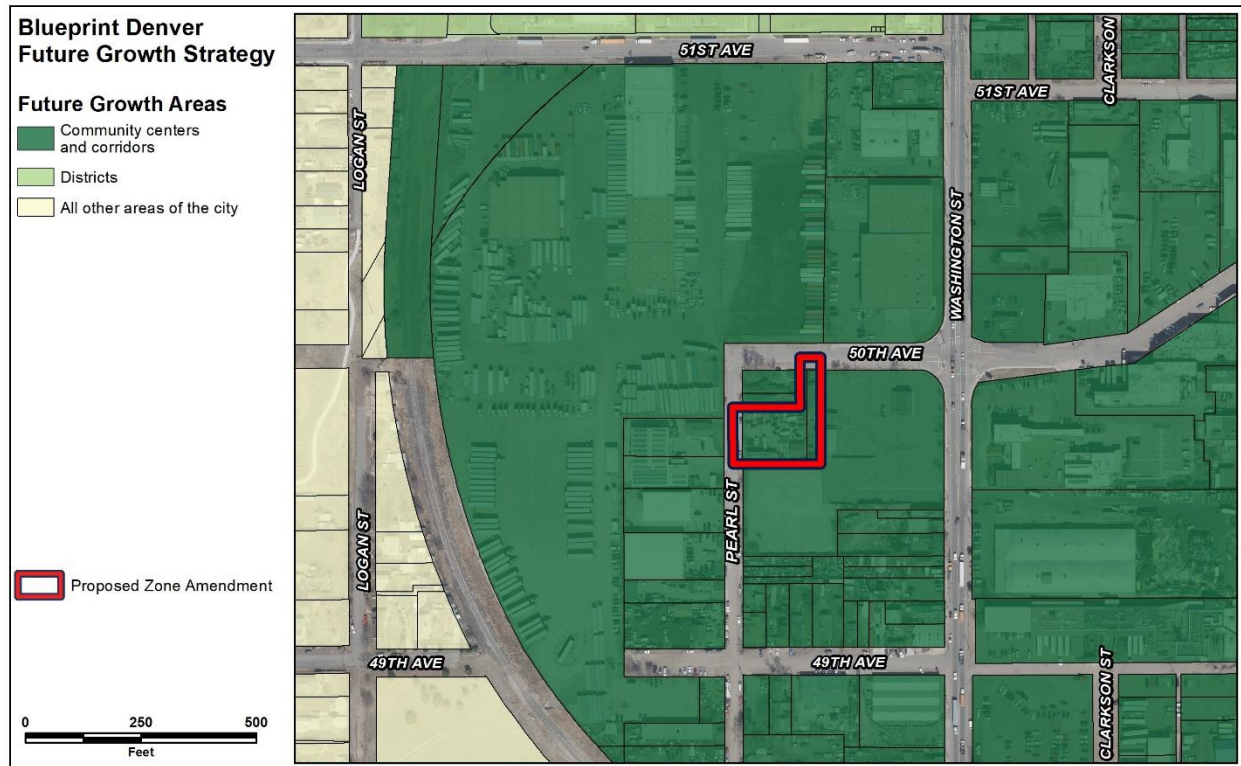 Blueprint Denver
Future Growth Strategy
Future Growth Areas
Community centers
and corridors
Districts
All other areas of the city
Proposed Zone Amendment
0 250 500
Feet
51ST AVE
CLARKSON
51ST AVE
LOGAN ST
WASHINGTON ST
50TH AVE
PEARL ST
LOGAN ST
49TH AVE
49TH AVE
CLARKSON ST